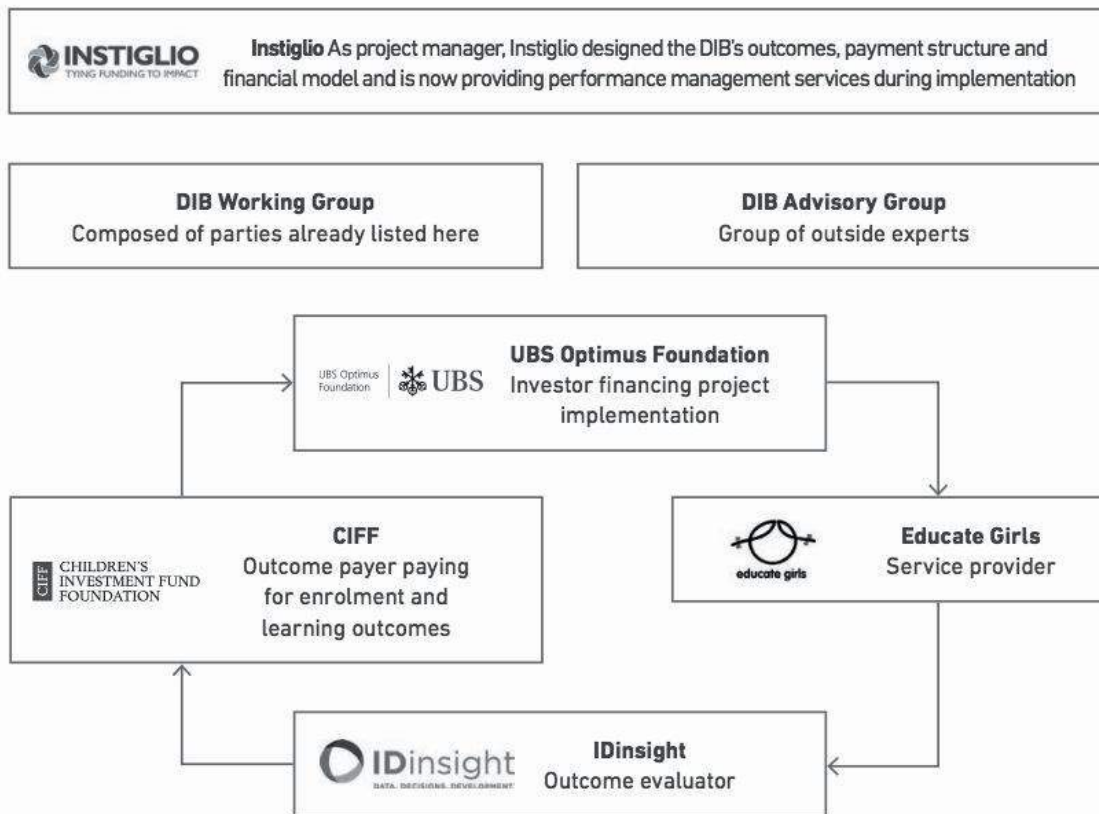 INSTIGLIO
TYING FUNDING TO IMPACT
Instiglio As project manager, Instiglio designed the DIB's outcomes, payment structure and
financial model and is now providing performance management services during implementation
DIB Working Group
Composed of parties already listed here
DIB Advisory Group
Group of outside experts
UBS Optimus
Foundation
UBS
UBS Optimus Foundation
Investor financing project
implementation
CIFF
CHILDREN'S
INVESTMENT FUND
FOUNDATION
CIFF
Outcome payer paying
for enrolment and
learning outcomes
educate girls
Educate Girls
Service provider
IDinsight
DATA. DECISIONS. DEVELOPMENT.
IDinsight
Outcome evaluator